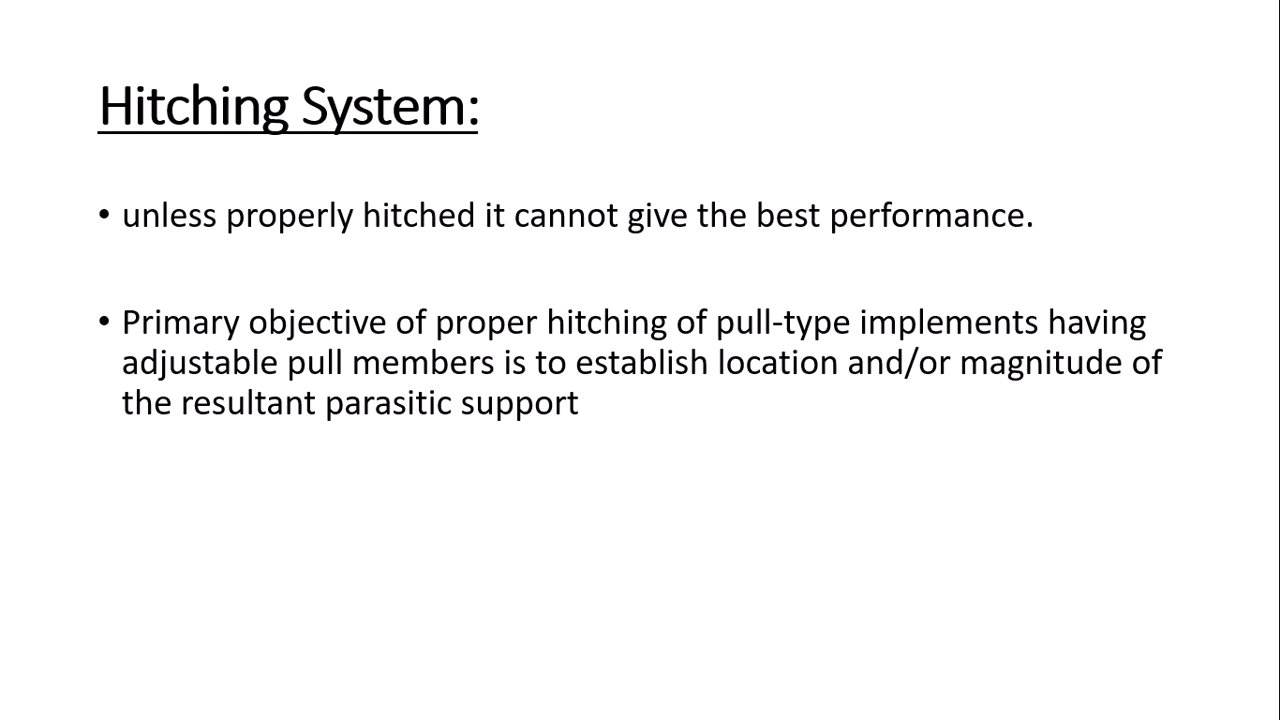 Hitching System:
• unless properly hitched it cannot give the best performance.
• Primary objective of proper hitching of pull-type implements having
adjustable pull members is to establish location and/or magnitude of
the resultant parasitic support